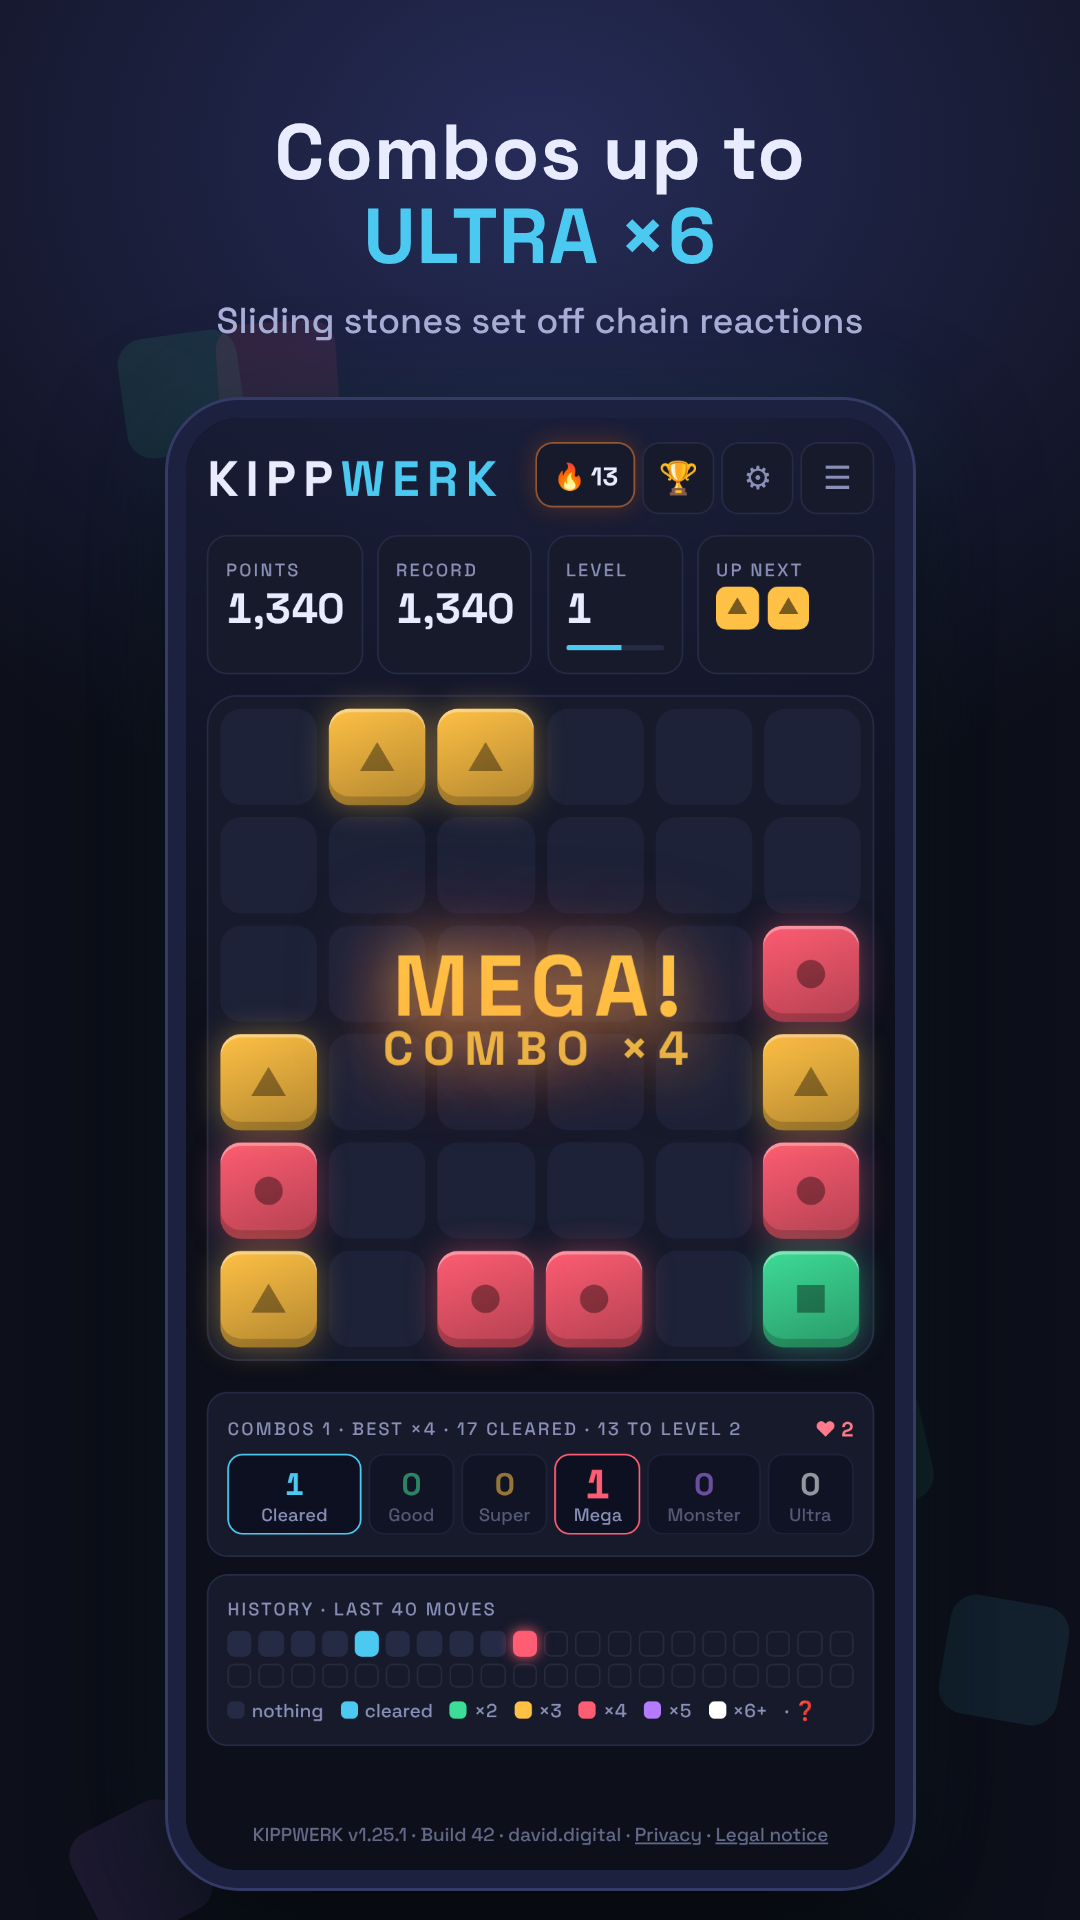 Combos up to
ULTRA ×6
Sliding stones set off chain reactions
KIPPWERK 🔥 13 🏆 ⚙ ☰
POINTS RECORD LEVEL UP NEXT
1,340 1,340 1
MEGA!
COMBO ×4
COMBOS 1 · BEST ×4 · 17 CLEARED · 13 TO LEVEL 2 ♥ 2
1 0 0 1 0 0
Cleared Good Super Mega Monster Ultra
HISTORY · LAST 40 MOVES
nothing cleared ×2 ×3 ×4 ×5 ×6+ · ❓
KIPPWERK v1.25.1 · Build 42 · david.digital · Privacy · Legal notice